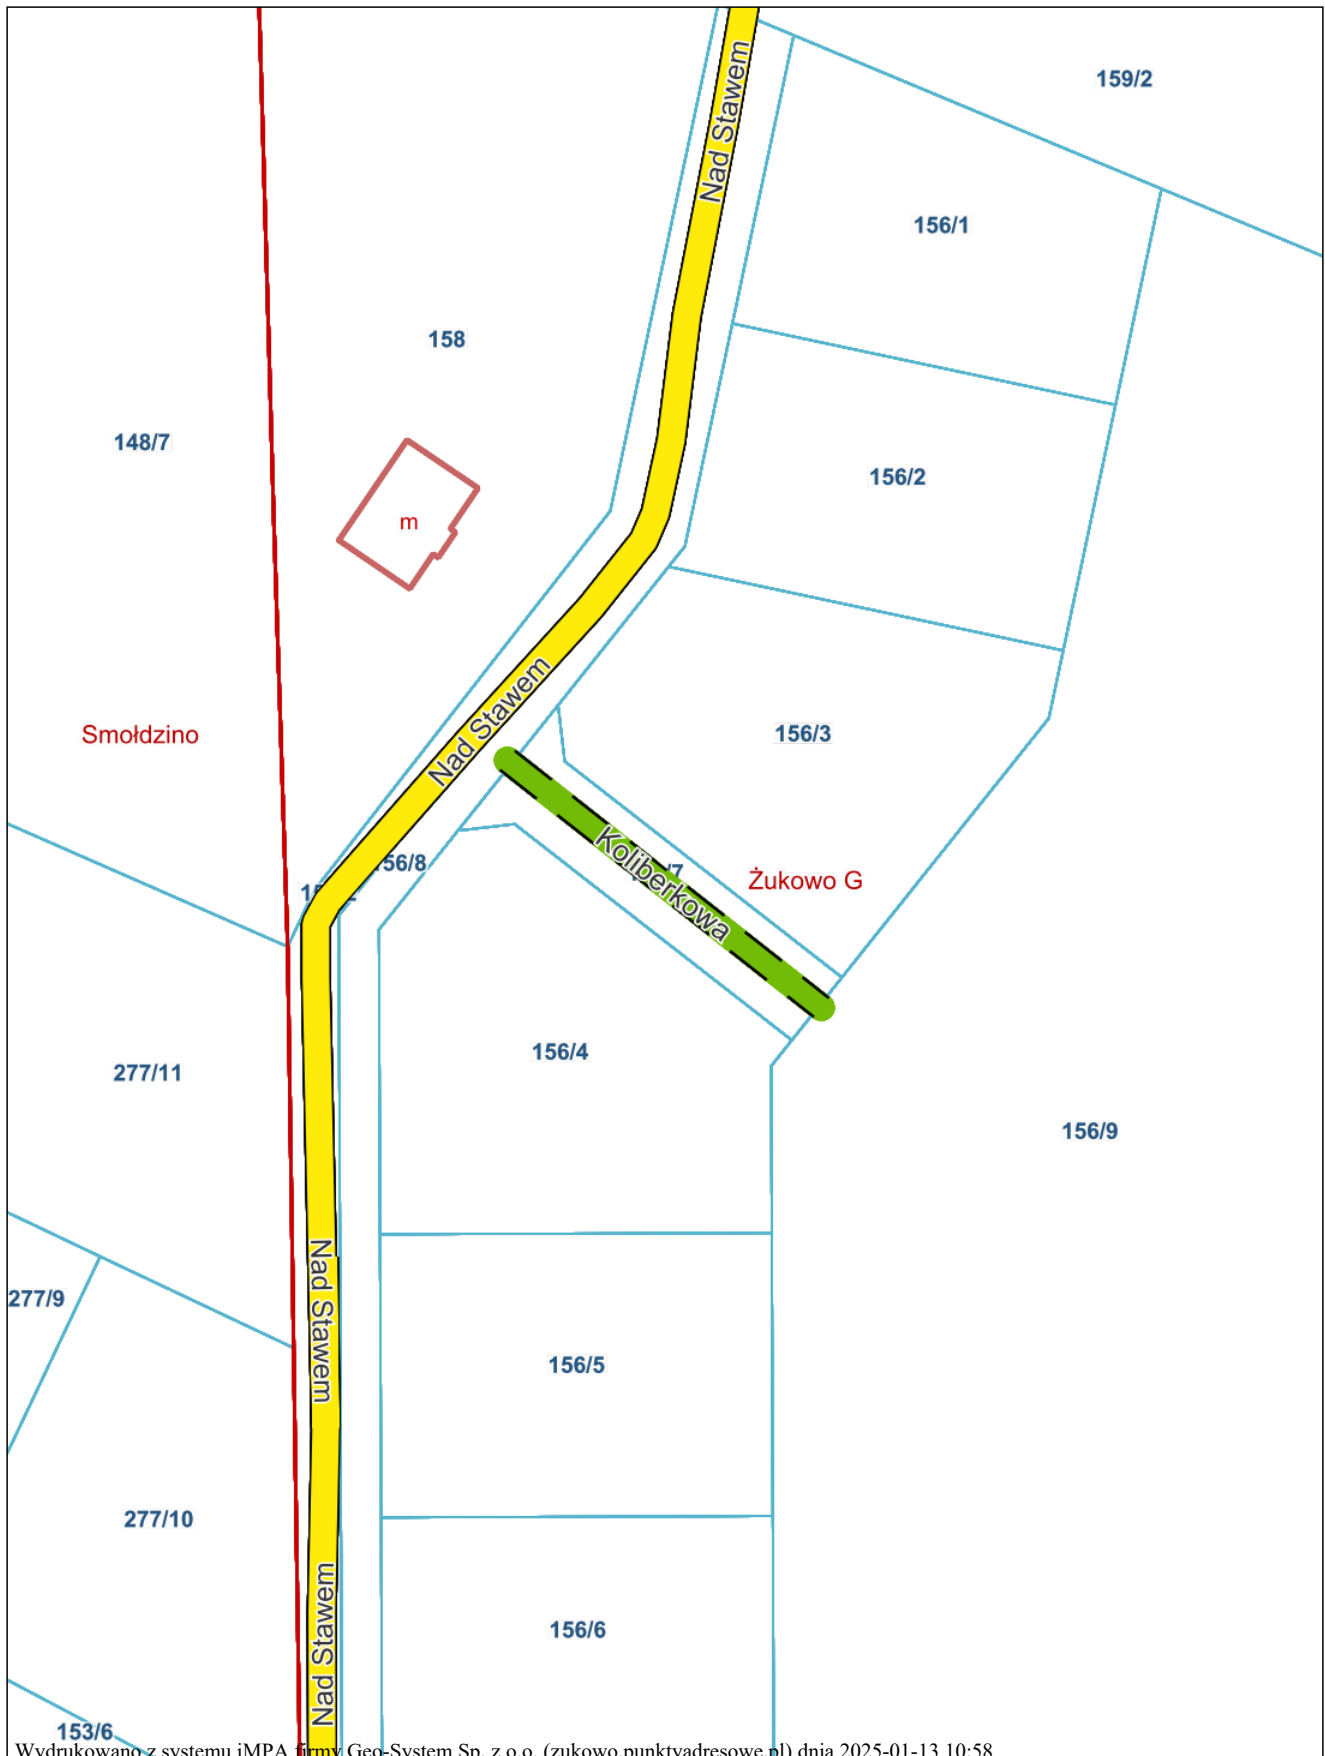 Nad Stawem
159/2
156/1
158
148/7
156/2
m
Nad Stawem
Smołdzino
156/3
Koliberkowa
Żukowo G
156/4
277/11
156/9
277/9
Nad Stawem
156/5
277/10
156/6
Nad Stawem
153/6
Wydrukowano z systemu iMPA firmy Geo-System Sp. z o.o. (zukowo.punktyadresowe.pl) dnia 2025-01-13 10:58